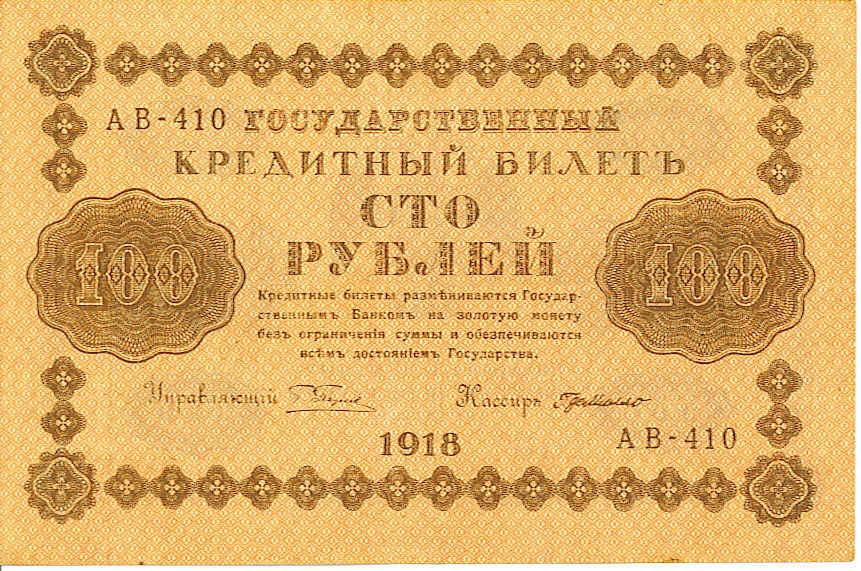 АВ-410 ГОСУДАРСТВЕННЫЙ
КРЕДИТНЫЙ БИЛЕТЪ
СТО
РУБЛЕЙ
100
100
Кредитные билеты размѣниваются Государ-
ственнымъ Банкомъ на золотую монету
безъ ограниченія суммы и обезпечиваются
всѣмъ достояніемъ Государства.
Управляющій
Кассиръ
1918
АВ-410